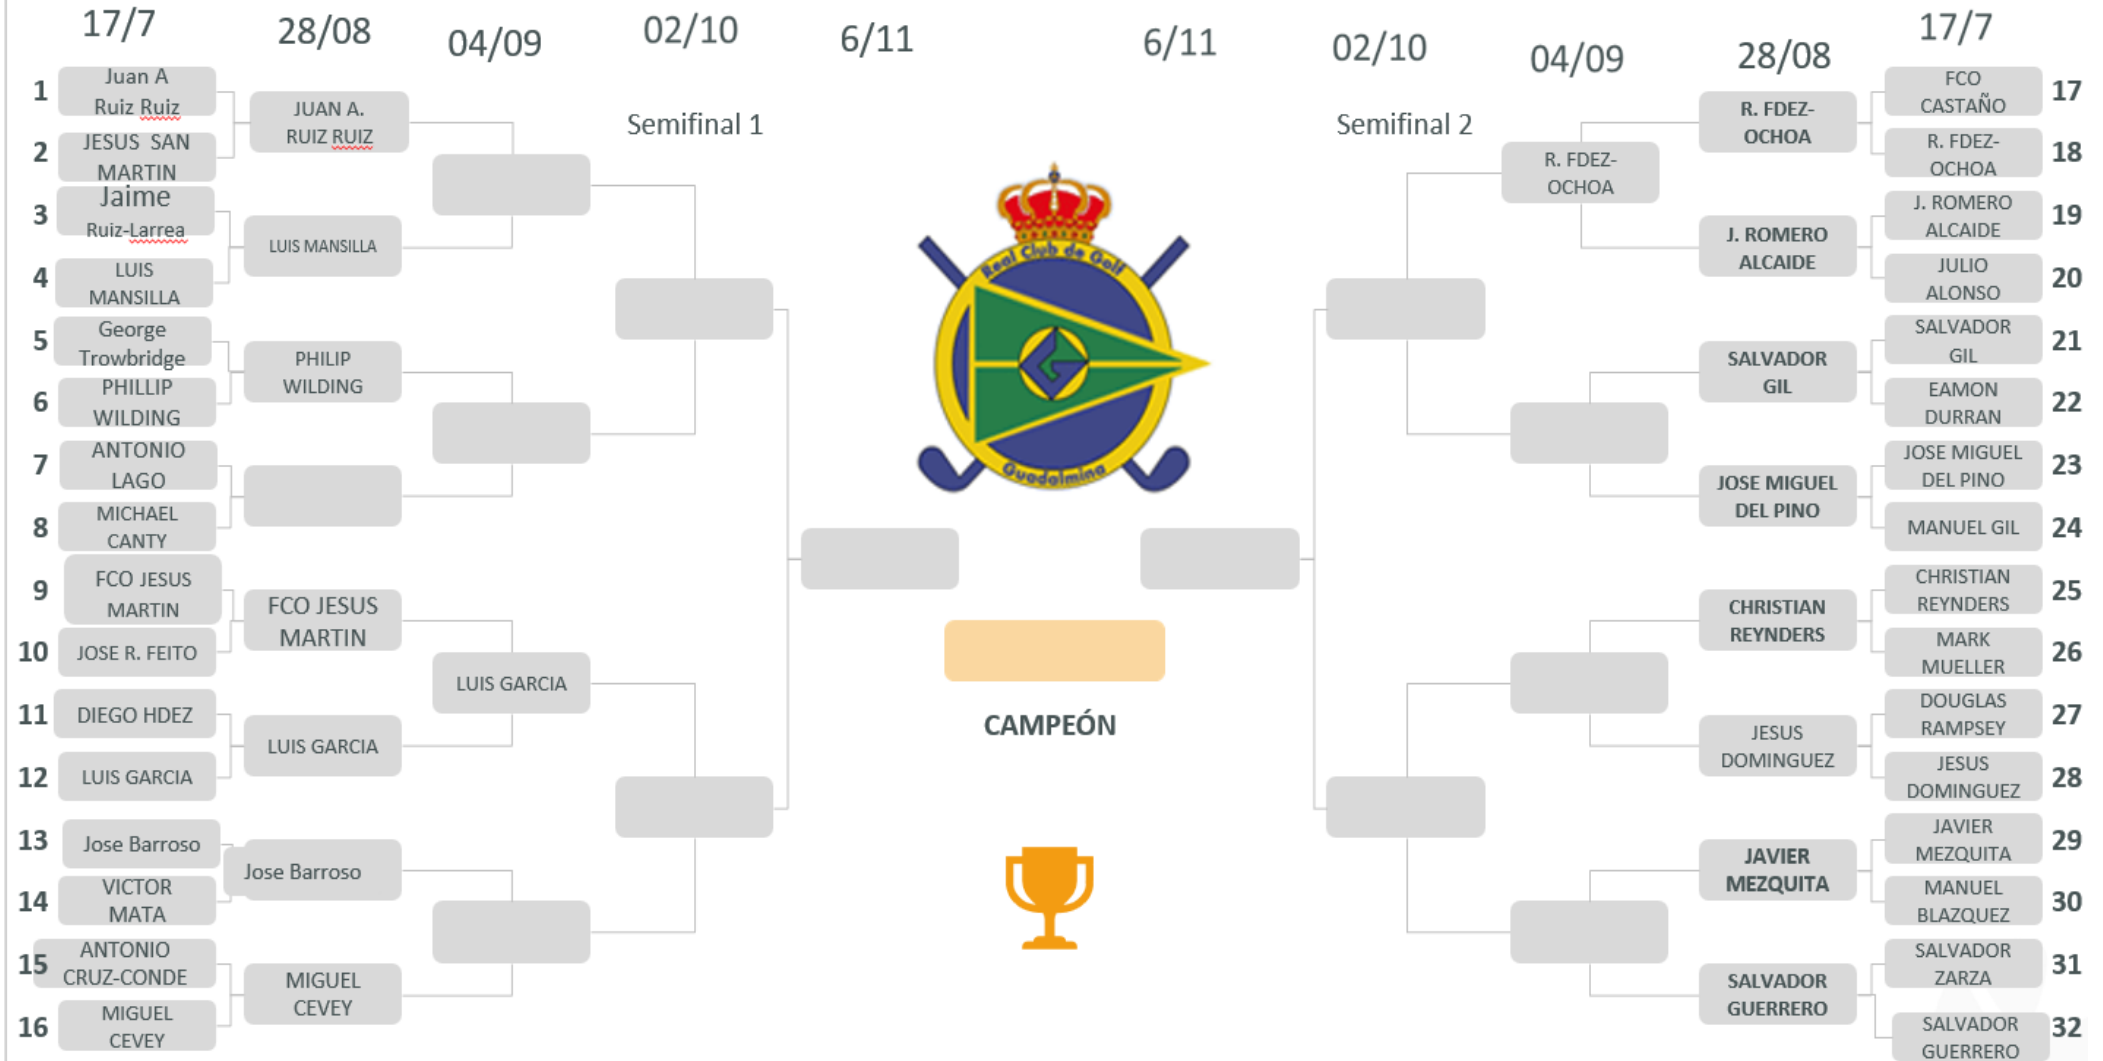 17/7
28/08
04/09
02/10
6/11
6/11
02/10
04/09
28/08
17/7
Semifinal 1
Semifinal 2
1
Juan A
Ruiz Ruiz
2
JESUS SAN
MARTIN
3
Jaime
Ruiz-Larrea
4
LUIS
MANSILLA
5
George
Trowbridge
6
PHILLIP
WILDING
7
ANTONIO
LAGO
8
MICHAEL
CANTY
9
FCO JESUS
MARTIN
10
JOSE R. FEITO
11
DIEGO HDEZ
12
LUIS GARCIA
13
Jose Barroso
14
VICTOR
MATA
15
ANTONIO
CRUZ-CONDE
16
MIGUEL
CEVEY
JUAN A.
RUIZ RUIZ
LUIS MANSILLA
PHILIP
WILDING
FCO JESUS
MARTIN
LUIS GARCIA
Jose Barroso
MIGUEL
CEVEY
LUIS GARCIA
Real Club de Golf
Guadalmina
CAMPEÓN
R. FDEZ-
OCHOA
R. FDEZ-
OCHOA
J. ROMERO
ALCAIDE
SALVADOR
GIL
JOSE MIGUEL
DEL PINO
CHRISTIAN
REYNDERS
JESUS
DOMINGUEZ
JAVIER
MEZQUITA
SALVADOR
GUERRERO
FCO
CASTAÑO
17
R. FDEZ-
OCHOA
18
J. ROMERO
ALCAIDE
19
JULIO
ALONSO
20
SALVADOR
GIL
21
EAMON
DURRAN
22
JOSE MIGUEL
DEL PINO
23
MANUEL GIL
24
CHRISTIAN
REYNDERS
25
MARK
MUELLER
26
DOUGLAS
RAMPSEY
27
JESUS
DOMINGUEZ
28
JAVIER
MEZQUITA
29
MANUEL
BLAZQUEZ
30
SALVADOR
ZARZA
31
SALVADOR
GUERRERO
32